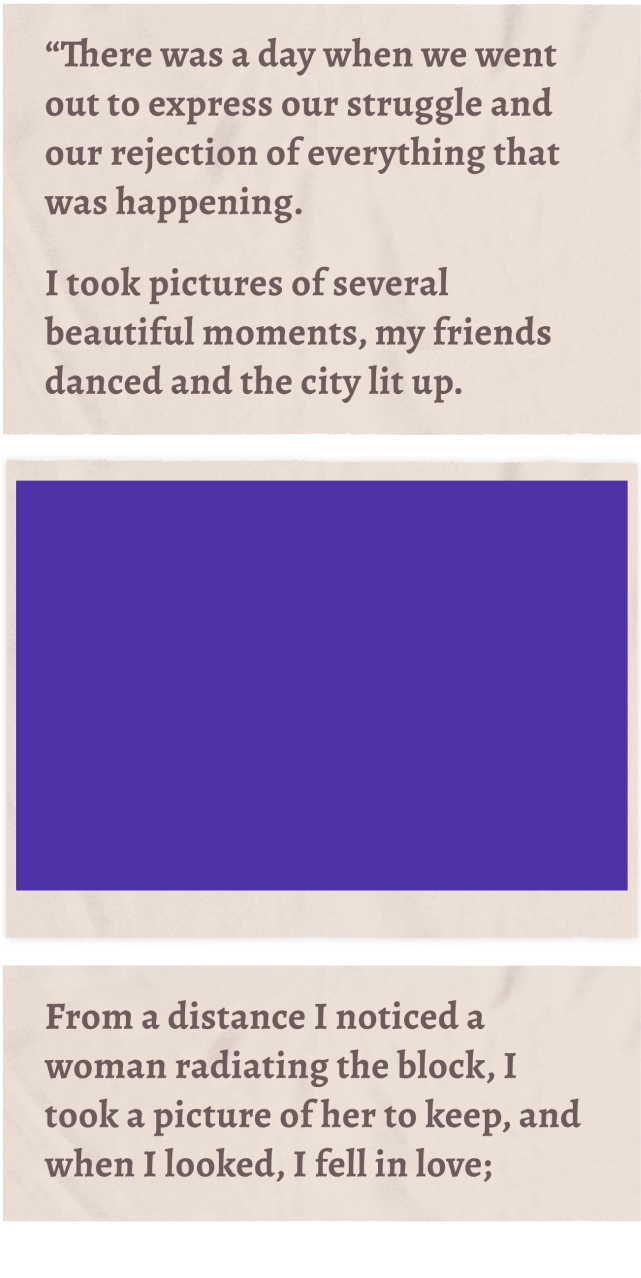 “There was a day when we went
out to express our struggle and
our rejection of everything that
was happening.
I took pictures of several
beautiful moments, my friends
danced and the city lit up.
From a distance I noticed a
woman radiating the block, I
took a picture of her to keep, and
when I looked, I fell in love;